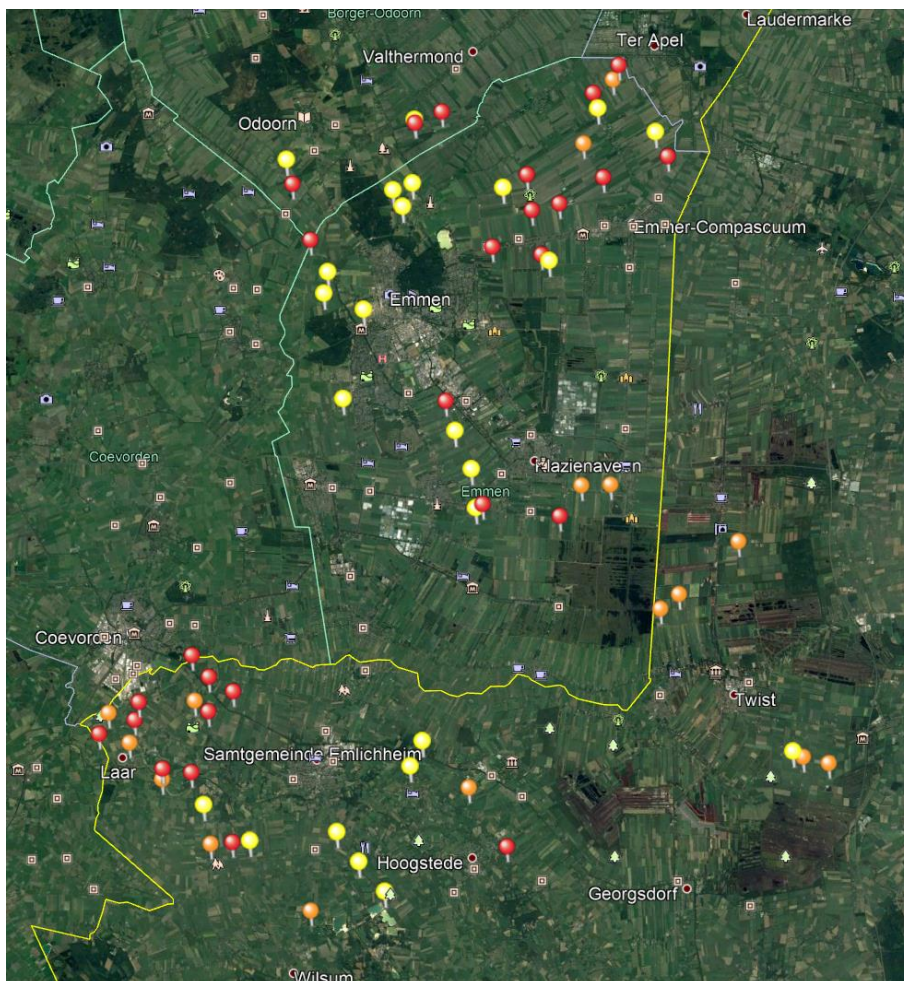 Borger-Odoorn
Laudermarke
Ter Apel
Valthermond
Odoorn
Emmer-Compascuum
Emmen
H
Coevorden
Klazienaveen
Emmen
Coevorden
Twist
Samtgemeinde Emlichheim
Laar
Hoogstede
Georgsdorf
Wilsum